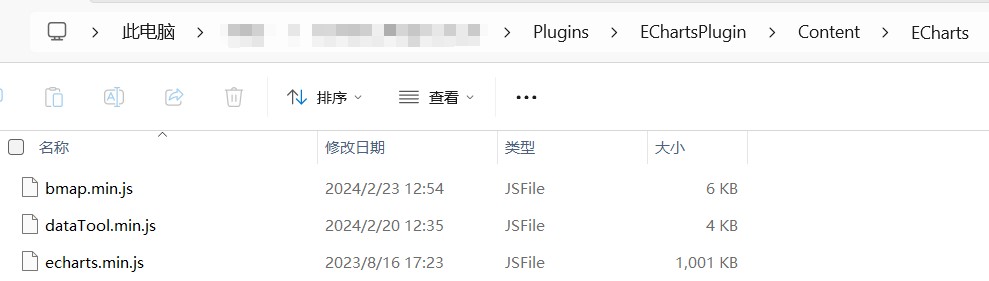 此电脑 > > Plugins > EChartsPlugin > Content > ECharts
排序 查看 •••
名称 修改日期 类型 大小
bmap.min.js 2024/2/23 12:54 JSFile 6 KB
dataTool.min.js 2024/2/20 12:35 JSFile 4 KB
echarts.min.js 2023/8/16 17:23 JSFile 1,001 KB